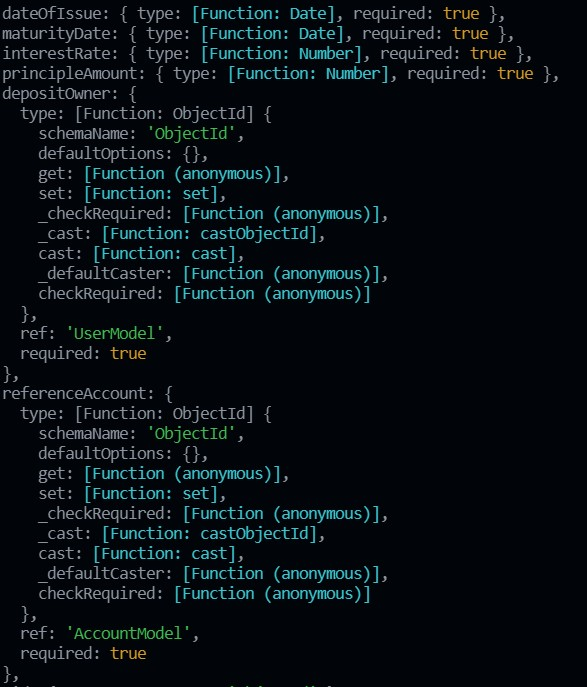 dateOfIssue: { type: [Function: Date], required: true },
maturityDate: { type: [Function: Date], required: true },
interestRate: { type: [Function: Number], required: true },
principleAmount: { type: [Function: Number], required: true },
depositOwner: {
  type: [Function: ObjectId] {
    schemaName: 'ObjectId',
    defaultOptions: {},
    get: [Function (anonymous)],
    set: [Function: set],
    _checkRequired: [Function (anonymous)],
    _cast: [Function: castObjectId],
    cast: [Function: cast],
    _defaultCaster: [Function (anonymous)],
    checkRequired: [Function (anonymous)]
  },
  ref: 'UserModel',
  required: true
},
referenceAccount: {
  type: [Function: ObjectId] {
    schemaName: 'ObjectId',
    defaultOptions: {},
    get: [Function (anonymous)],
    set: [Function: set],
    _checkRequired: [Function (anonymous)],
    _cast: [Function: castObjectId],
    cast: [Function: cast],
    _defaultCaster: [Function (anonymous)],
    checkRequired: [Function (anonymous)]
  },
  ref: 'AccountModel',
  required: true
},